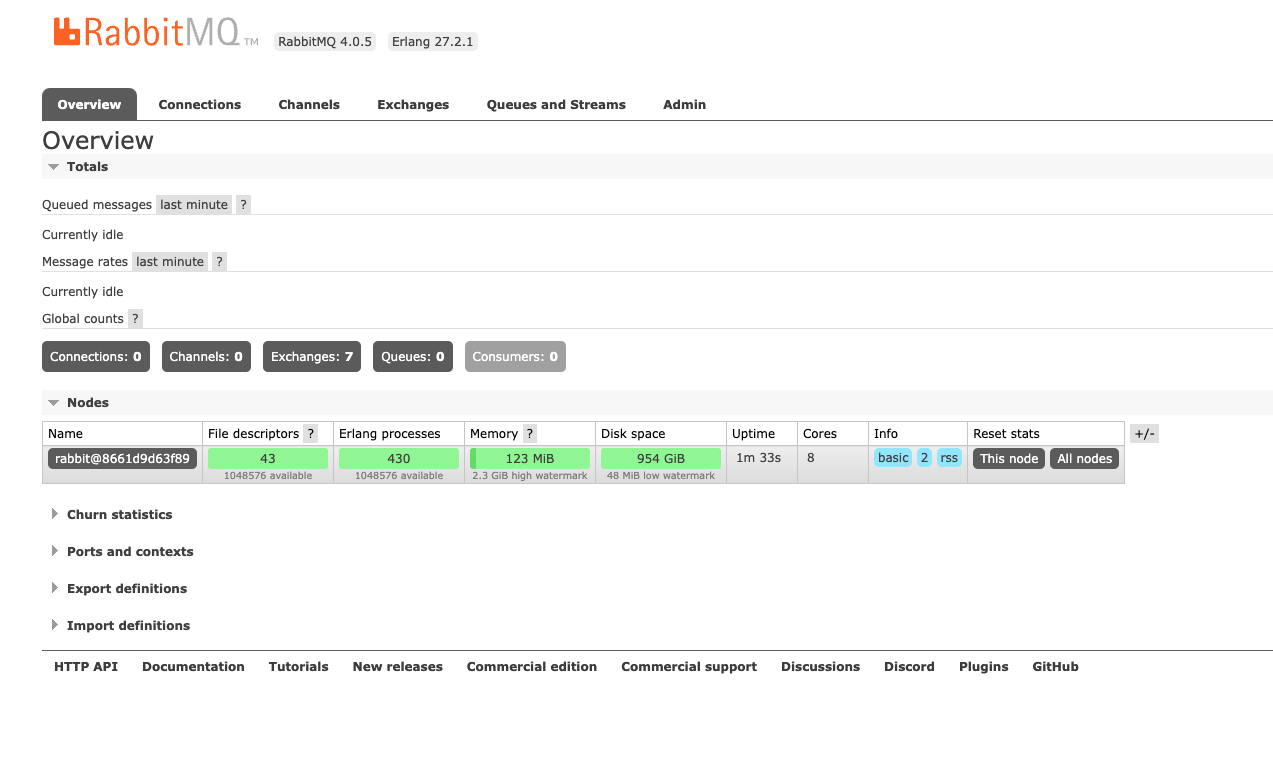 RabbitMQ TM RabbitMQ 4.0.5 Erlang 27.2.1
Overview Connections Channels Exchanges Queues and Streams Admin
Overview
Totals
Queued messages last minute ?
Currently idle
Message rates last minute ?
Currently idle
Global counts ?
Connections: 0 Channels: 0 Exchanges: 7 Queues: 0 Consumers: 0
Nodes
Name File descriptors ? Erlang processes Memory ? Disk space Uptime Cores Info Reset stats +/-
rabbit@8661d9d63f89 43 430 123 MiB 954 GiB 1m 33s 8 basic 2 rss This node All nodes
1048576 available 1048576 available 2.3 GiB high watermark 48 MiB low watermark
Churn statistics
Ports and contexts
Export definitions
Import definitions
HTTP API Documentation Tutorials New releases Commercial edition Commercial support Discussions Discord Plugins GitHub